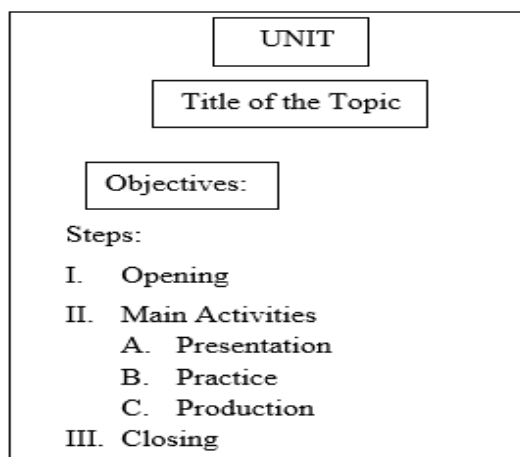 UNIT
Title of the Topic
Objectives:
Steps:
I. Opening
II. Main Activities
A. Presentation
B. Practice
C. Production
III. Closing